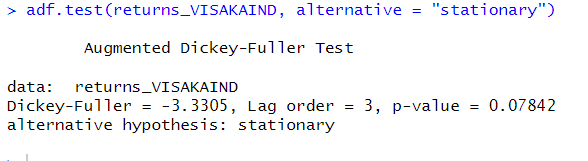 > adf.test(returns_VISAKAIND, alternative = "stationary")
Augmented Dickey-Fuller Test
data:  returns_VISAKAIND
Dickey-Fuller = -3.3305, Lag order = 3, p-value = 0.07842
alternative hypothesis: stationary